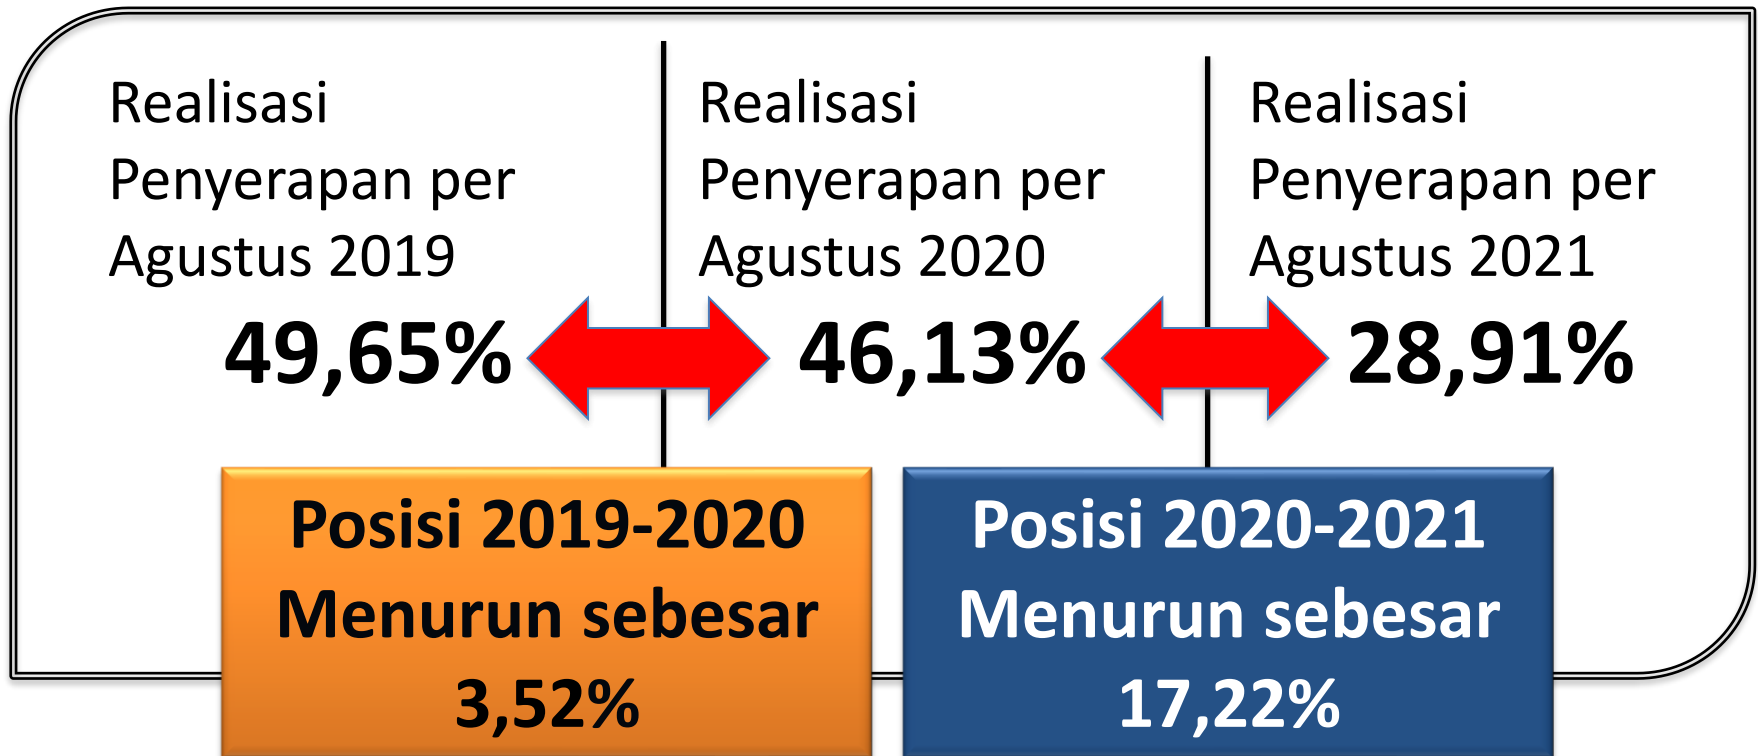 Realisasi
Penyerapan per
Agustus 2019
49,65%
Realisasi
Penyerapan per
Agustus 2020
46,13%
Realisasi
Penyerapan per
Agustus 2021
28,91%
Posisi 2019-2020
Menurun sebesar
3,52%
Posisi 2020-2021
Menurun sebesar
17,22%